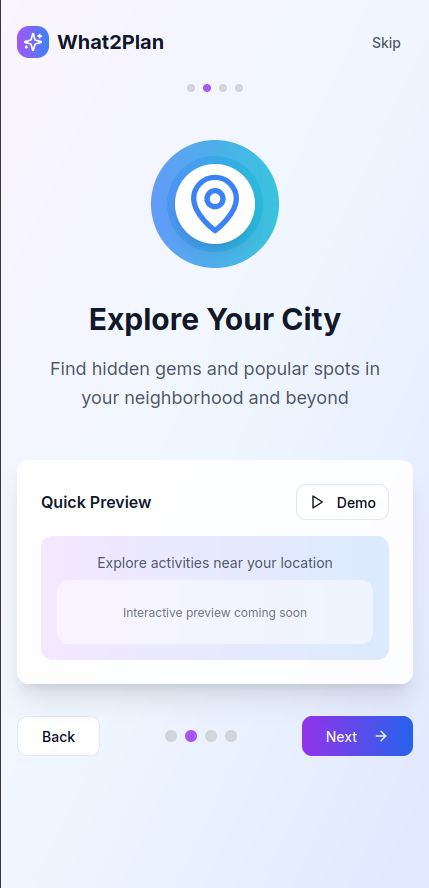 What2Plan
Skip
Explore Your City
Find hidden gems and popular spots in
your neighborhood and beyond
Quick Preview
Demo
Explore activities near your location
Interactive preview coming soon
Back
Next